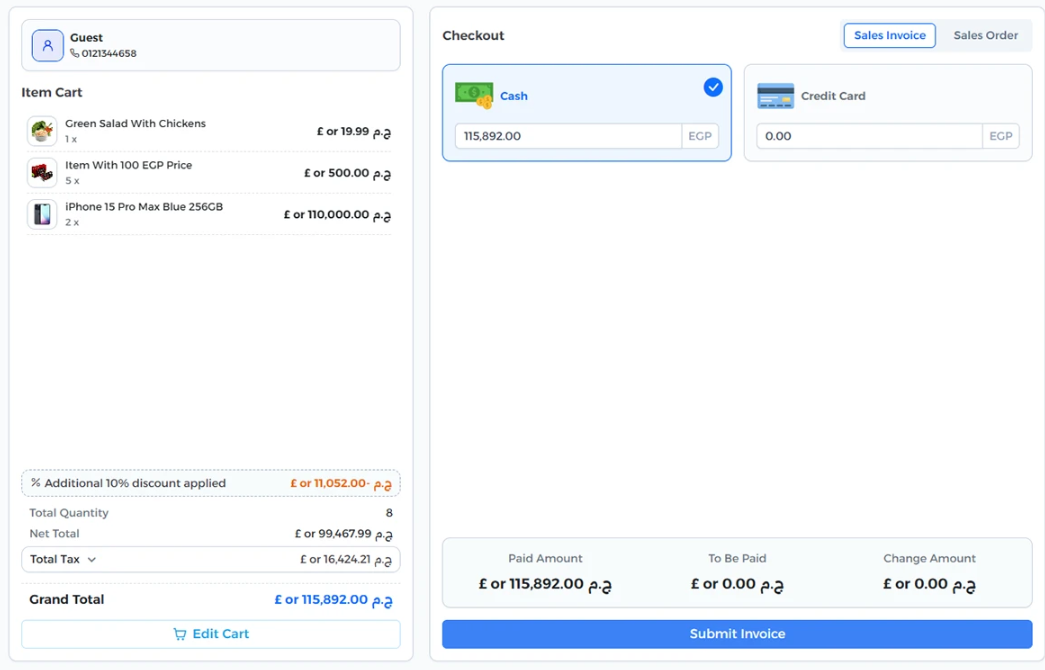 Guest
0121344658
Item Cart
Green Salad With Chickens
1 x
£ or 19.99 ج.م
Item With 100 EGP Price
5 x
£ or 500.00 ج.م
iPhone 15 Pro Max Blue 256GB
2 x
£ or 110,000.00 ج.م
% Additional 10% discount applied £ or 11,052.00- ج.م
Total Quantity 8
Net Total £ or 99,467.99 ج.م
Total Tax £ or 16,424.21 ج.م
Grand Total £ or 115,892.00 ج.م
Edit Cart
Checkout
Sales Invoice Sales Order
Cash
115,892.00 EGP
Credit Card
0.00 EGP
Paid Amount To Be Paid Change Amount
£ or 115,892.00 ج.م £ or 0.00 ج.م £ or 0.00 ج.م
Submit Invoice